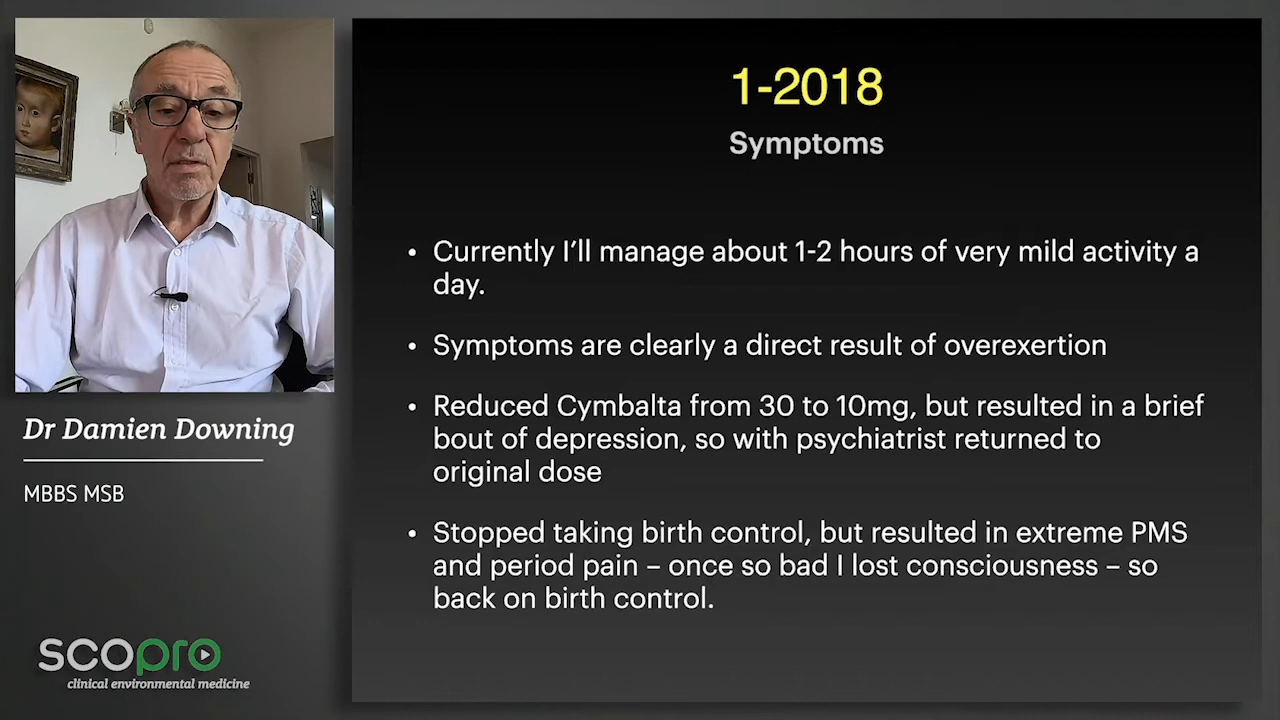 1-2018
Symptoms
• Currently I’ll manage about 1-2 hours of very mild activity a
day.
• Symptoms are clearly a direct result of overexertion
• Reduced Cymbalta from 30 to 10mg, but resulted in a brief
bout of depression, so with psychiatrist returned to
original dose
• Stopped taking birth control, but resulted in extreme PMS
and period pain – once so bad I lost consciousness – so
back on birth control.
Dr Damien Downing
MBBS MSB
scopro
clinical environmental medicine